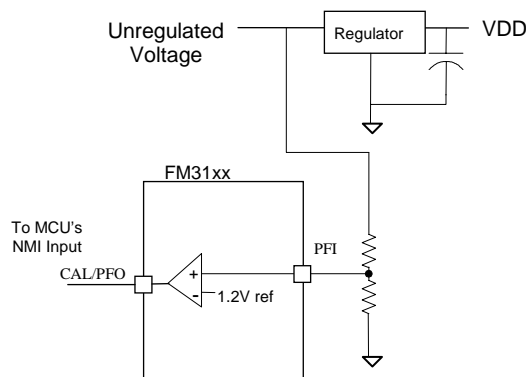 Unregulated
Voltage
Regulator
VDD
FM31xx
To MCU's
NMI Input
CAL/PFO
PFI
+
-
1.2V ref